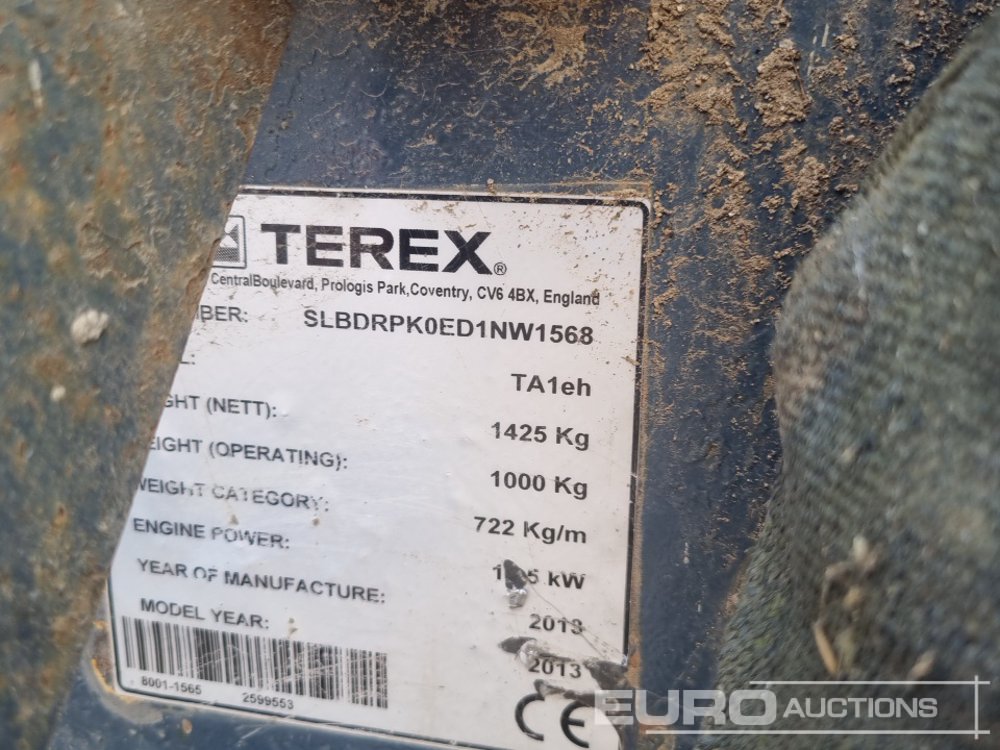 TEREX®
CentralBoulevard, Prologis Park,Coventry, CV6 4BX, England
BER: SLBDRPK0ED1NW1568
TA1eh
GHT (NETT): 1425 Kg
EIGHT (OPERATING): 1000 Kg
WEIGHT CATEGORY: 722 Kg/m
ENGINE POWER: kW
YEAR OF MANUFACTURE: 2013
MODEL YEAR: 2013
8001-1565 2599553
CE
EURO AUCTIONS